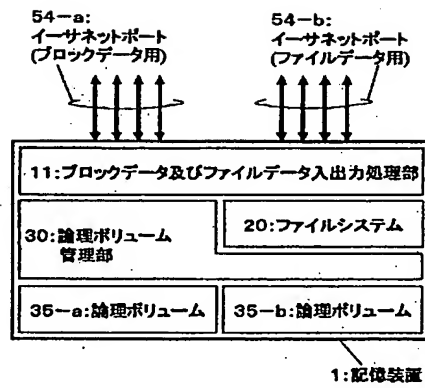 54-a:
イーサネットポート
(ブロックデータ用)
54-b:
イーサネットポート
(ファイルデータ用)
11:ブロックデータ及びファイルデータ入出力処理部
30:論理ボリューム
管理部
20:ファイルシステム
35-a:論理ボリューム
35-b:論理ボリューム
1:記憶装置